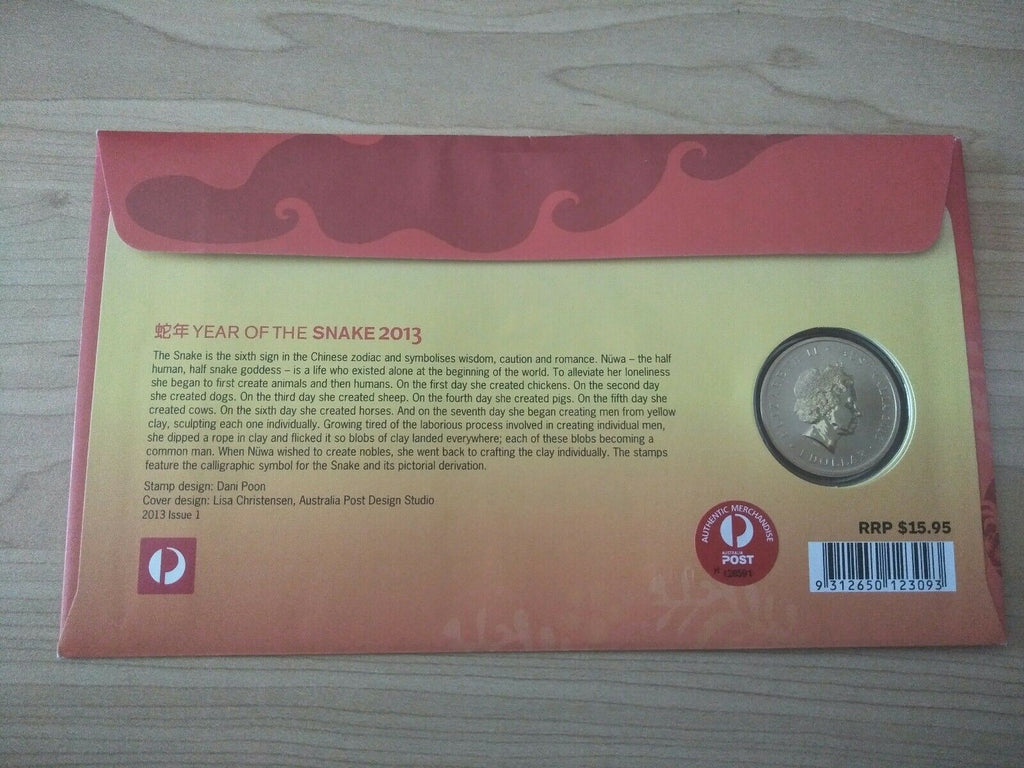 蛇年 YEAR OF THE SNAKE 2013
The Snake is the sixth sign in the Chinese zodiac and symbolises wisdom, caution and romance. Nüwa – the half
human, half snake goddess – is a life who existed alone at the beginning of the world. To alleviate her loneliness
she began to first create animals and then humans. On the first day she created chickens. On the second day
she created dogs. On the third day she created sheep. On the fourth day she created pigs. On the fifth day she
created cows. On the sixth day she created horses. And on the seventh day she began creating men from yellow
clay, sculpting each one individually. Growing tired of the laborious process involved in creating individual men,
she dipped a rope in clay and flicked it so blobs of clay landed everywhere; each of these blobs becoming a
common man. When Nüwa wished to create nobles, she went back to crafting the clay individually. The stamps
feature the calligraphic symbol for the Snake and its pictorial derivation.
Stamp design: Dani Poon
Cover design: Lisa Christensen, Australia Post Design Studio
2013 Issue 1
II
1 DOLLAR
AUTHENTIC MERCHANDISE
AUSTRALIA
POST
RRP $15.95
9 312650 123093